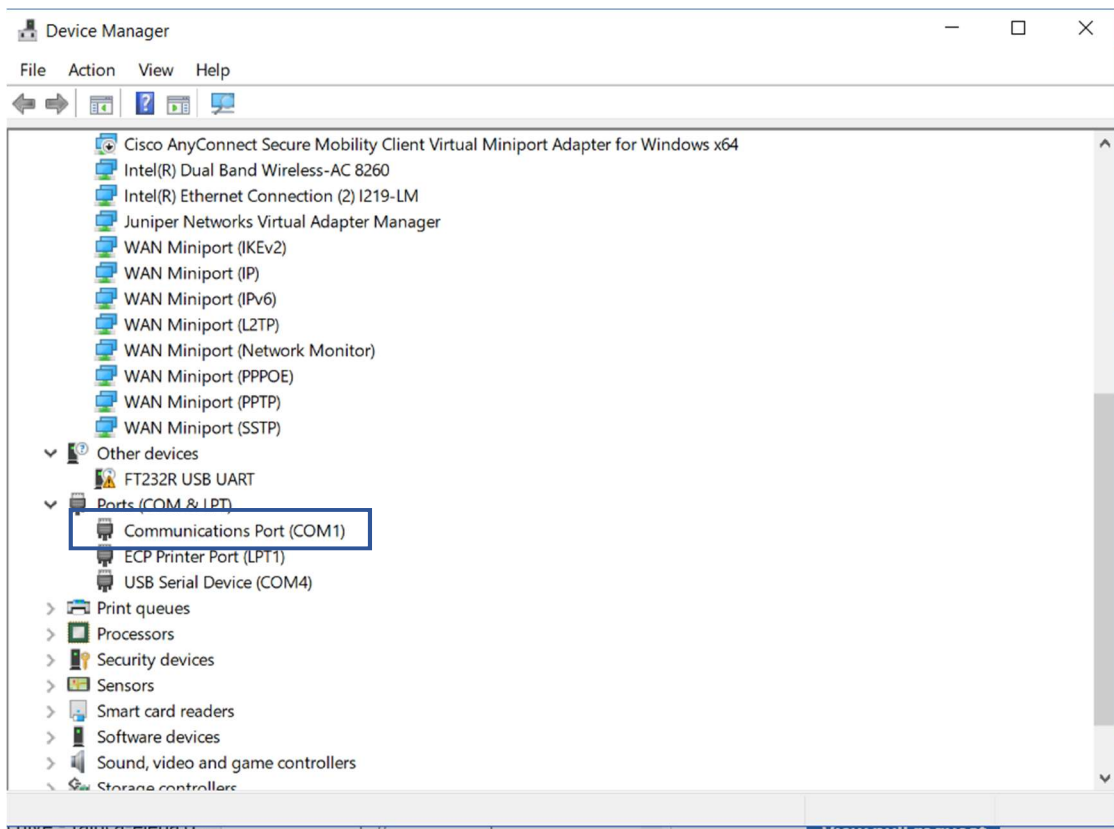 Device Manager
File Action View Help
Cisco AnyConnect Secure Mobility Client Virtual Miniport Adapter for Windows x64
Intel(R) Dual Band Wireless-AC 8260
Intel(R) Ethernet Connection (2) I219-LM
Juniper Networks Virtual Adapter Manager
WAN Miniport (IKEv2)
WAN Miniport (IP)
WAN Miniport (IPv6)
WAN Miniport (L2TP)
WAN Miniport (Network Monitor)
WAN Miniport (PPPOE)
WAN Miniport (PPTP)
WAN Miniport (SSTP)
Other devices
FT232R USB UART
Ports (COM & LPT)
Communications Port (COM1)
ECP Printer Port (LPT1)
USB Serial Device (COM4)
Print queues
Processors
Security devices
Sensors
Smart card readers
Software devices
Sound, video and game controllers
Storage controllers